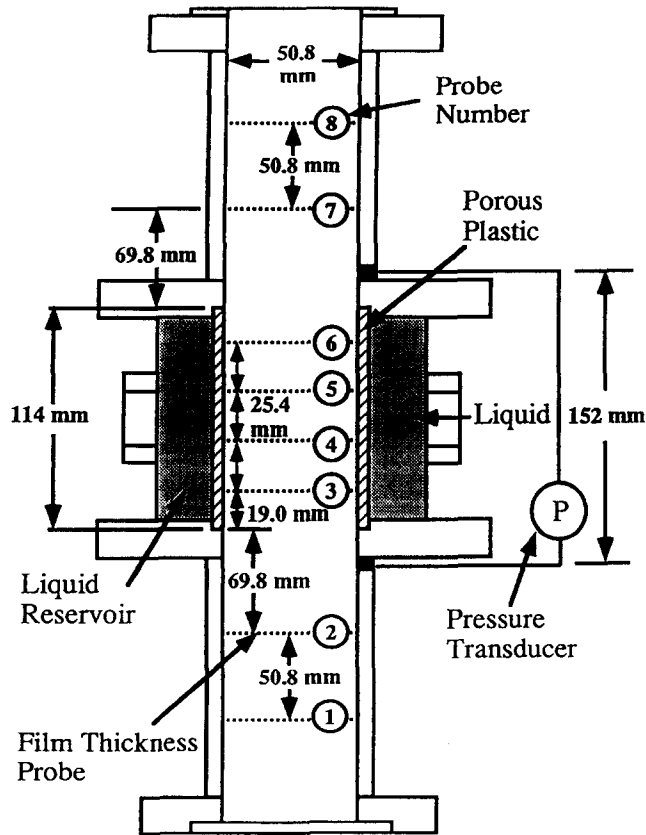 50.8
mm
8
Probe
Number
50.8 mm
7
Porous
Plastic
69.8 mm
6
5
25.4
mm
114 mm
Liquid
152 mm
4
3
P
19.0 mm
Liquid
Reservoir
69.8 mm
Pressure
Transducer
2
50.8 mm
1
Film Thickness
Probe